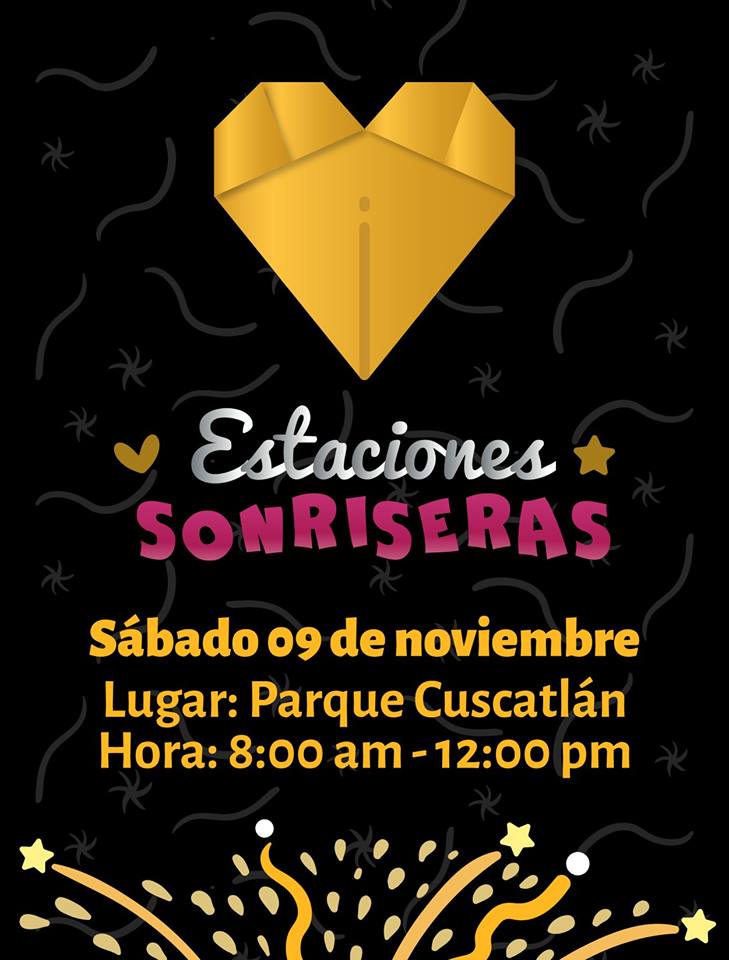 Estaciones
SONRISERAS
Sábado 09 de noviembre
Lugar: Parque Cuscatlán
Hora: 8:00 am - 12:00 pm